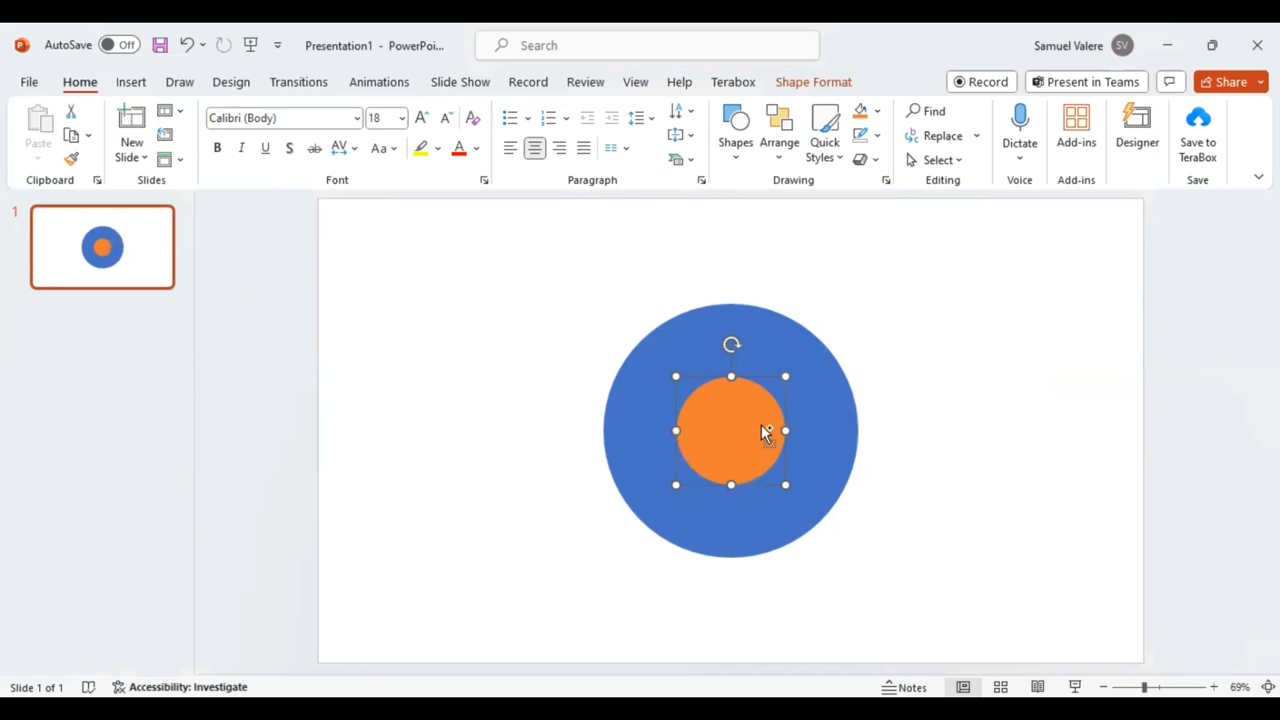 AutoSave Off Presentation1 - PowerPoi... Search Samuel Valere SV
File Home Insert Draw Design Transitions Animations Slide Show Record Review View Help Terabox Shape Format Record Present in Teams Share
Paste New Slide Calibri (Body) 18 Shapes Arrange Quick Styles Find Replace Select Dictate Add-ins Designer Save to TeraBox
B I U S ab AV Aa A
Clipboard Slides Font Paragraph Drawing Editing Voice Add-ins Save
1
Slide 1 of 1 Accessibility: Investigate Notes 69%